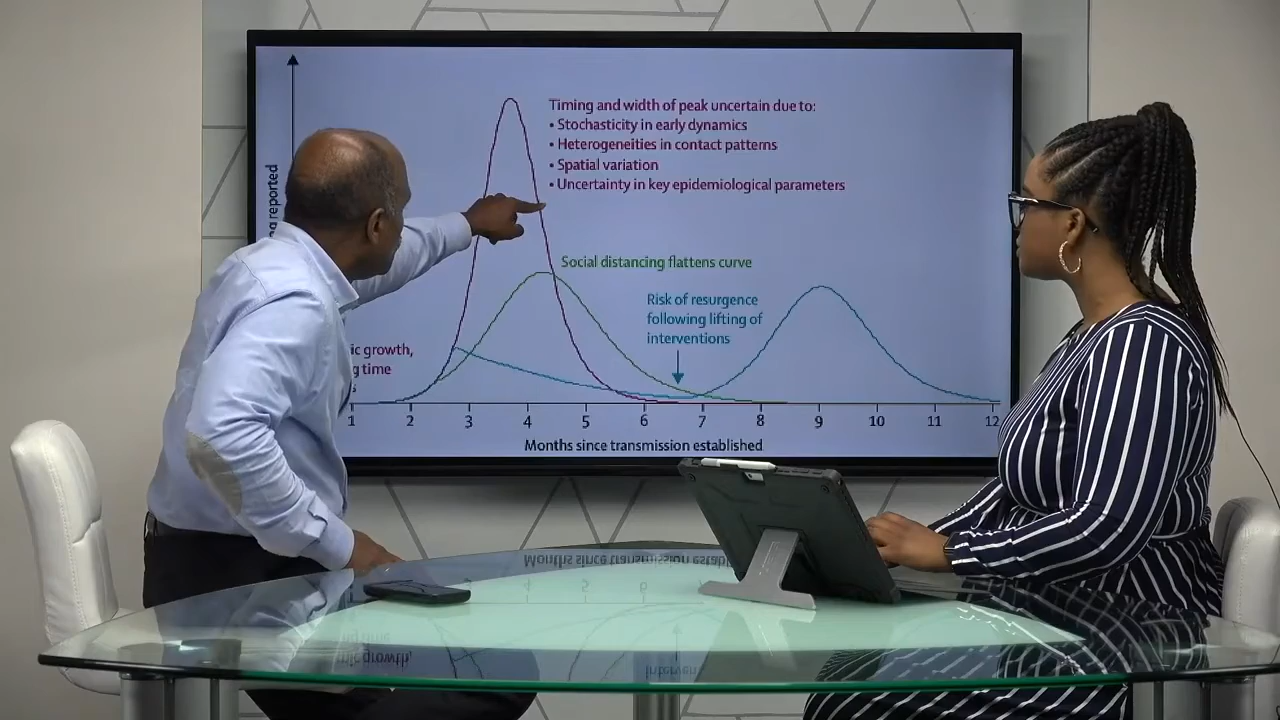 Timing and width of peak uncertain due to:
• Stochasticity in early dynamics
• Heterogeneities in contact patterns
• Spatial variation
• Uncertainty in key epidemiological parameters
reported
Social distancing flattens curve
Risk of resurgence
following lifting of
interventions
growth,
time
1 2 3 4 5 6 7 8 9 10 11 12
Months since transmission established